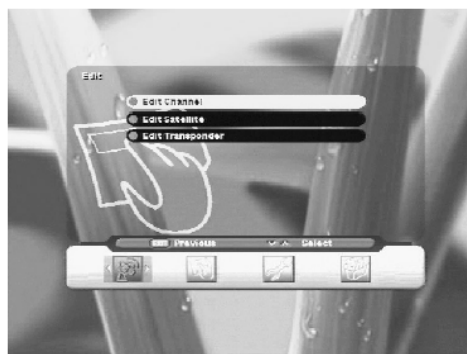 Edit
Edit Channel
Edit Satellite
Edit Transponder
Previous Select